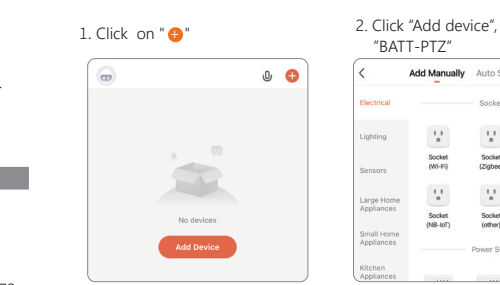 1. Click on " + "
No devices
Add Device
2. Click "Add device",
"BATT-PTZ"
Add Manually Auto S
Electrical
Lighting
Sensors
Large Home
Appliances
Small Home
Appliances
Kitchen
Appliances
Socke
Socket
(Wi-Fi)
Socket
(Zigbee
Socket
(NB-IoT)
Socket
(other)
Power S